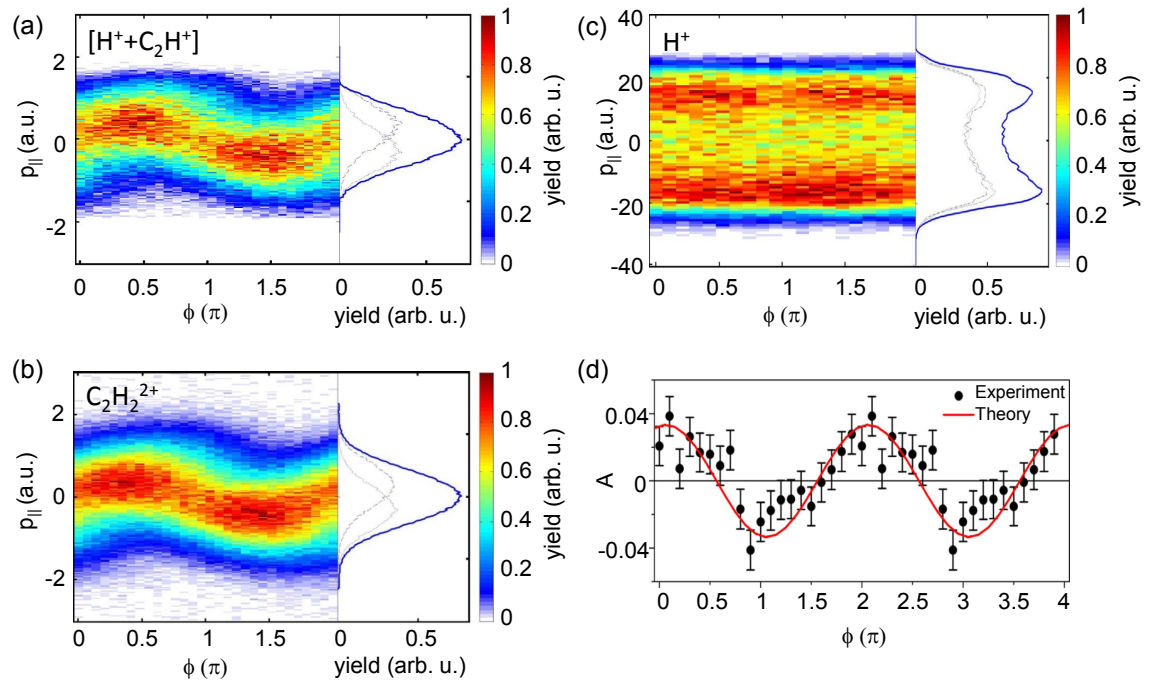 (a)
[H⁺+C₂H⁺]
2
0
-2
p|| (a.u.)
0 0.5 1 1.5 0 0.5
ϕ (π) yield (arb. u.)
1
0.8
0.6
0.4
0.2
0
yield (arb. u.)
(c)
H⁺
40
20
0
-20
-40
p|| (a.u.)
0 0.5 1 1.5 0 0.5
ϕ (π) yield (arb. u.)
1
0.8
0.6
0.4
0.2
0
yield (arb. u.)
(b)
C₂H₂²⁺
2
0
-2
p|| (a.u.)
0 0.5 1 1.5 0 0.5
ϕ (π) yield (arb. u.)
1
0.8
0.6
0.4
0.2
0
yield (arb. u.)
(d)
Experiment
Theory
0.04
0
-0.04
A
0 0.5 1 1.5 2 2.5 3 3.5 4
ϕ (π)